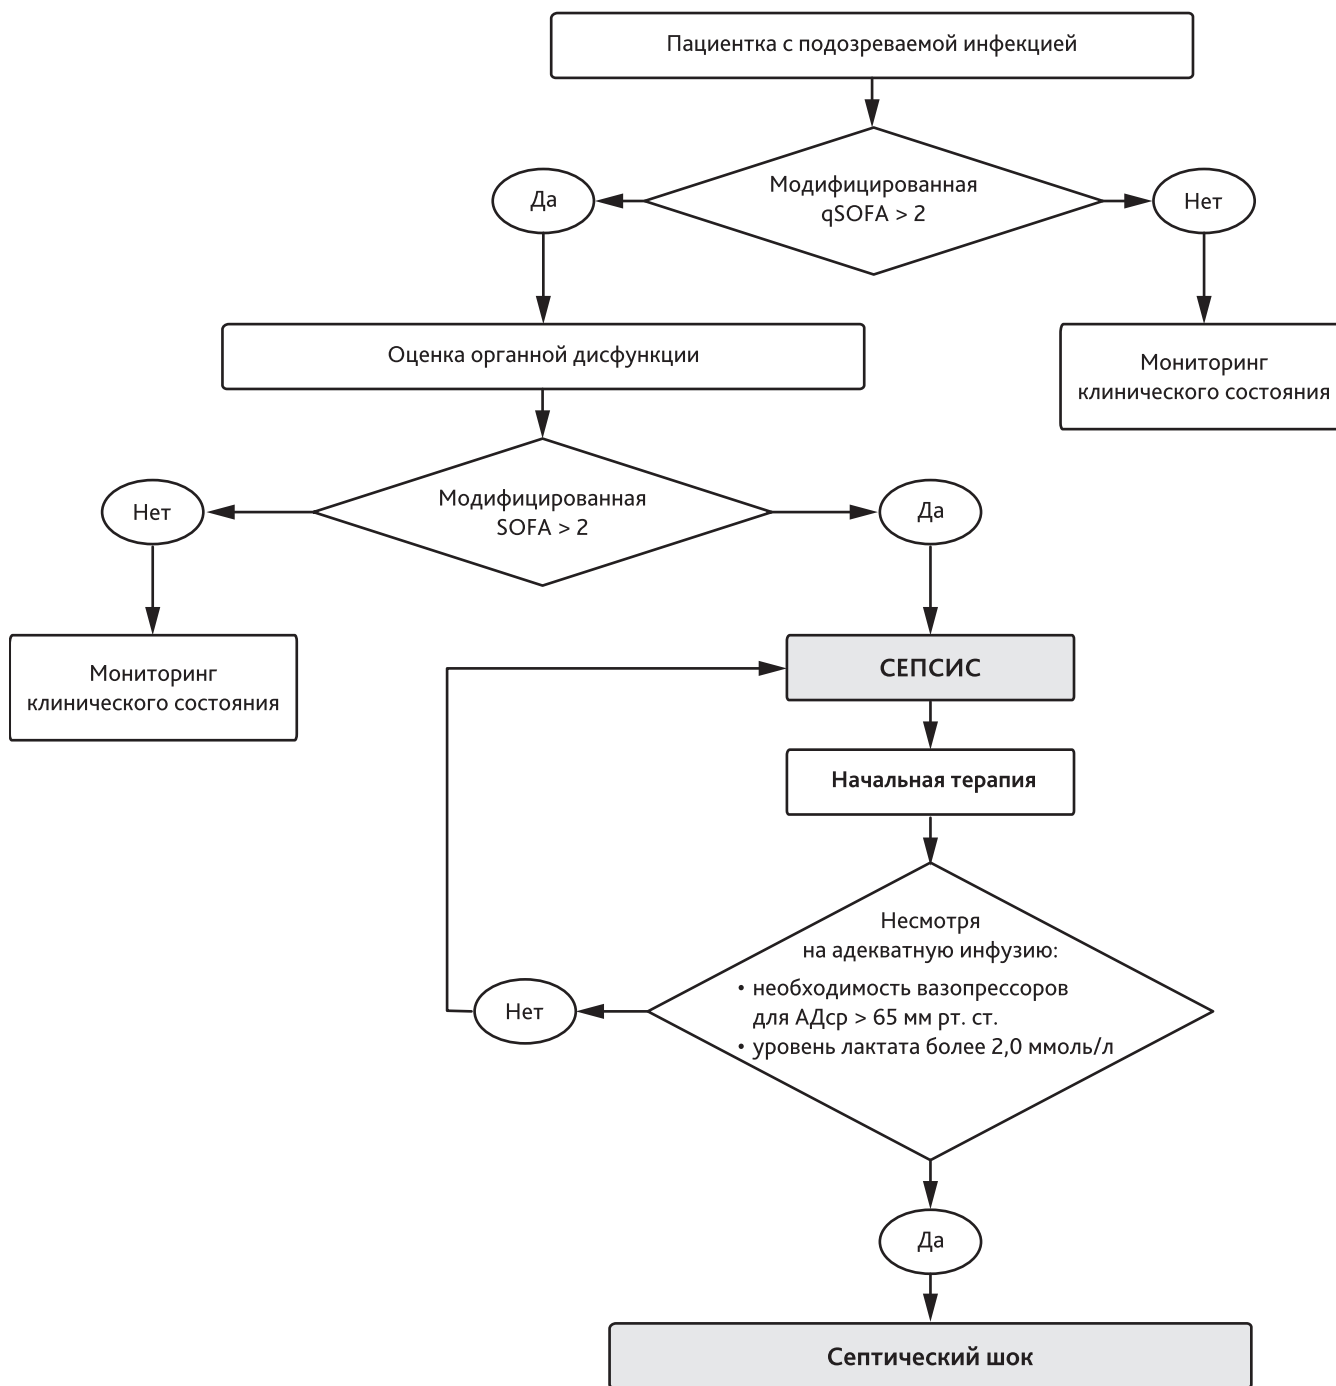 Пациентка с подозреваемой инфекцией
Модифицированная
qSOFA > 2
Да
Нет
Оценка органной дисфункции
Мониторинг
клинического состояния
Модифицированная
SOFA > 2
Нет
Да
Мониторинг
клинического состояния
СЕПСИС
Начальная терапия
Несмотря
на адекватную инфузию:
• необходимость вазопрессоров
для АДср > 65 мм рт. ст.
• уровень лактата более 2,0 ммоль/л
Нет
Да
Септический шок